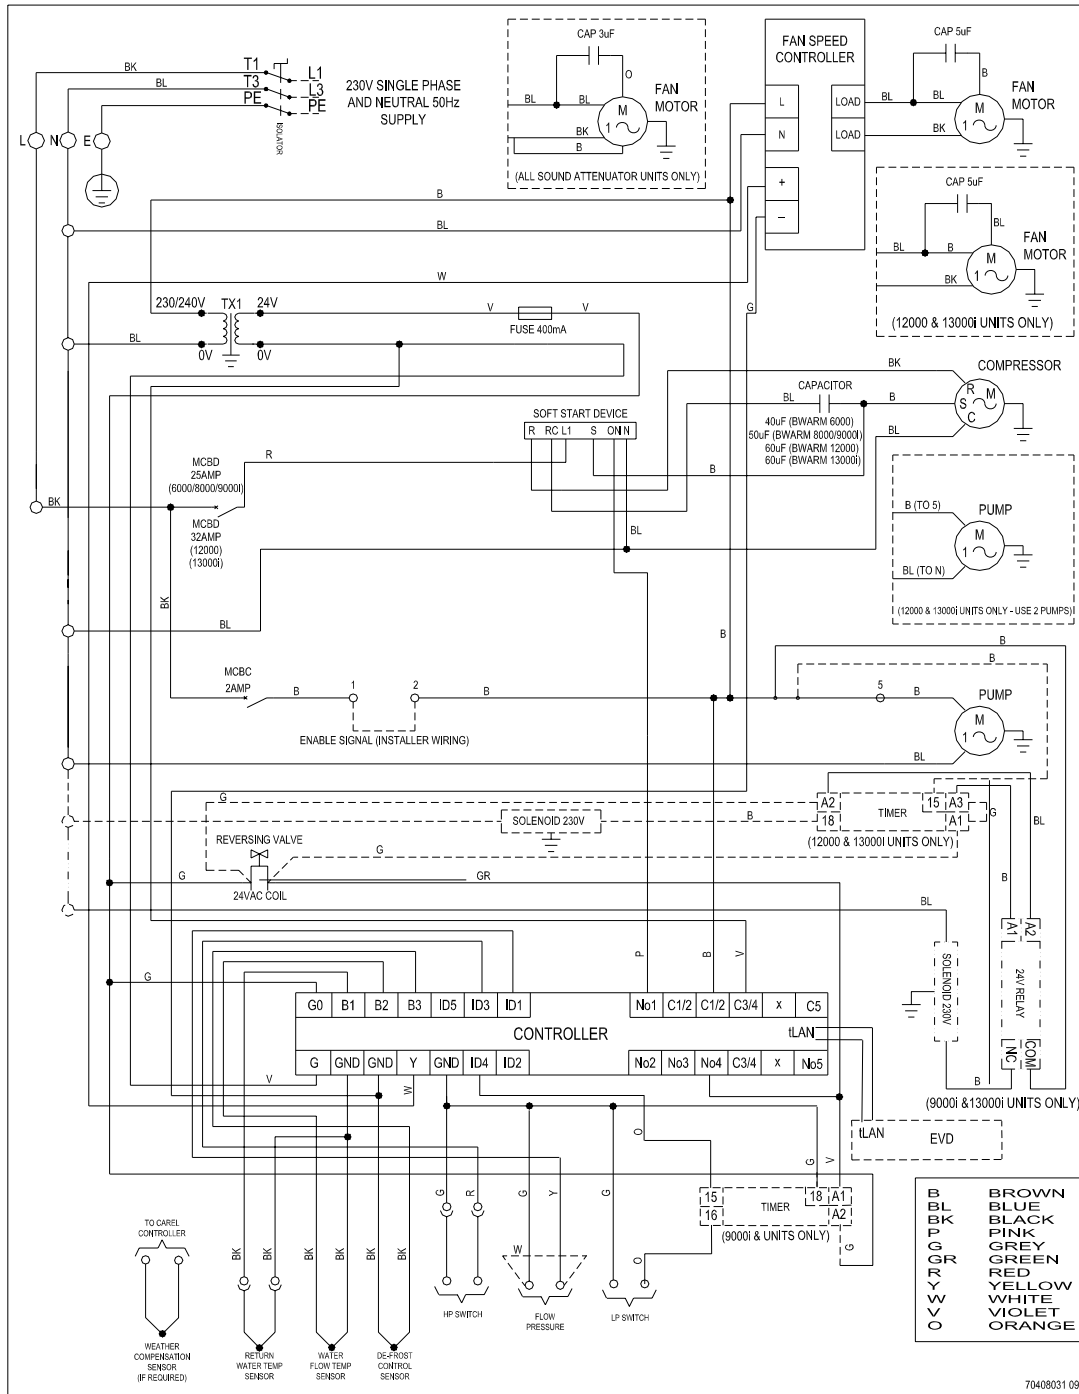 BK
T1
L1
BL
T3
L3
PE
PE
ISOLATOR
230V SINGLE PHASE
AND NEUTRAL 50Hz
SUPPLY
L
N
E
CAP 3uF
O
BL
BL
M
1
BK
B
FAN
MOTOR
(ALL SOUND ATTENUATOR UNITS ONLY)
FAN SPEED
CONTROLLER
L
N
+
–
LOAD
LOAD
CAP 5uF
B
BL
BL
BK
M
1
FAN
MOTOR
CAP 5uF
BL
BL
B
BK
M
1
FAN
MOTOR
(12000 & 13000i UNITS ONLY)
B
BL
W
G
230/240V
TX1
24V
V
V
FUSE 400mA
BL
0V
0V
BK
COMPRESSOR
CAPACITOR
BL
B
R
M
S
C
40uF (BWARM 6000)
50uF (BWARM 8000/9000I)
60uF (BWARM 12000)
60uF (BWARM 13000i)
BL
SOFT START DEVICE
R RC L1 S ON N
R
B
MCBD
25AMP
(6000/8000/9000I)
BK
MCBD
32AMP
(12000)
(13000i)
BL
B (TO 5)
PUMP
M
1
BL (TO N)
(12000 & 13000i UNITS ONLY - USE 2 PUMPS)
BK
BL
B
B
B
MCBC
2AMP
B
1
2
B
5
B
PUMP
M
1
ENABLE SIGNAL (INSTALLER WIRING)
BL
G
SOLENOID 230V
B
A2
18
TIMER
15
A3
A1
G
BL
(12000 & 13000i UNITS ONLY)
REVERSING VALVE
G
G
GR
24VAC COIL
B
BL
A1
A2
SOLENOID 230V
24V RELAY
NC
COM
B
(9000i &13000i UNITS ONLY)
P
B
V
G
G0 B1 B2 B3 ID5 ID3 ID1
No1 C1/2 C1/2 C3/4 x C5
CONTROLLER
tLAN
G GND GND Y GND ID4 ID2
No2 No3 No4 C3/4 x No5
V
W
tLAN
EVD
O
G
V
15
16
TIMER
18
A1
A2
(9000i & UNITS ONLY)
G
G
R
G
Y
G
O
W
BK
BK
BK
BK
BK
BK
TO CAREL
CONTROLLER
WEATHER
COMPENSATION
SENSOR
(IF REQUIRED)
RETURN
WATER TEMP
SENSOR
WATER
FLOW TEMP
SENSOR
DE-FROST
CONTROL
SENSOR
HP SWITCH
FLOW
PRESSURE
LP SWITCH
B BROWN
BL BLUE
BK BLACK
P PINK
G GREY
GR GREEN
R RED
Y YELLOW
W WHITE
V VIOLET
O ORANGE
70408031 09